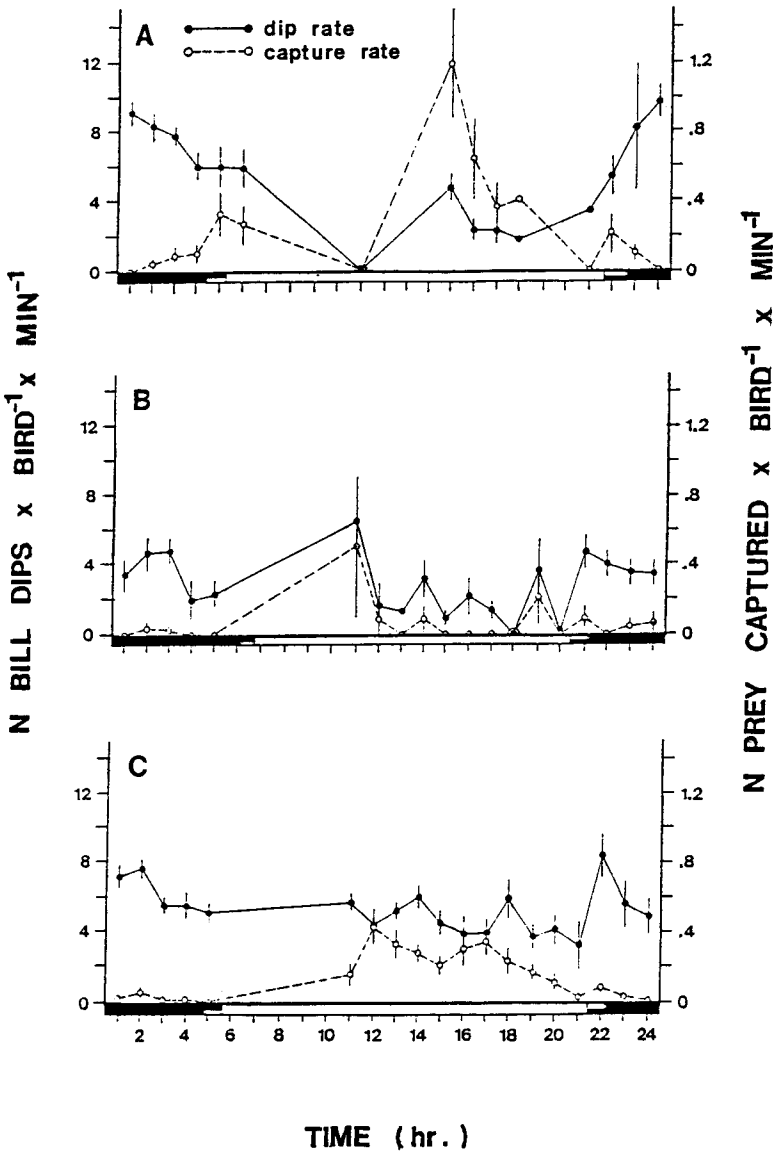 A
dip rate
capture rate
12
8
4
0
1.2
.8
.4
0
B
12
8
4
0
1.2
.8
.4
0
C
12
8
4
0
1.2
.8
.4
0
2 4 6 8 10 12 14 16 18 20 22 24
TIME (hr.)
N BILL DIPS x BIRD⁻¹ x MIN⁻¹
N PREY CAPTURED x BIRD⁻¹ x MIN⁻¹